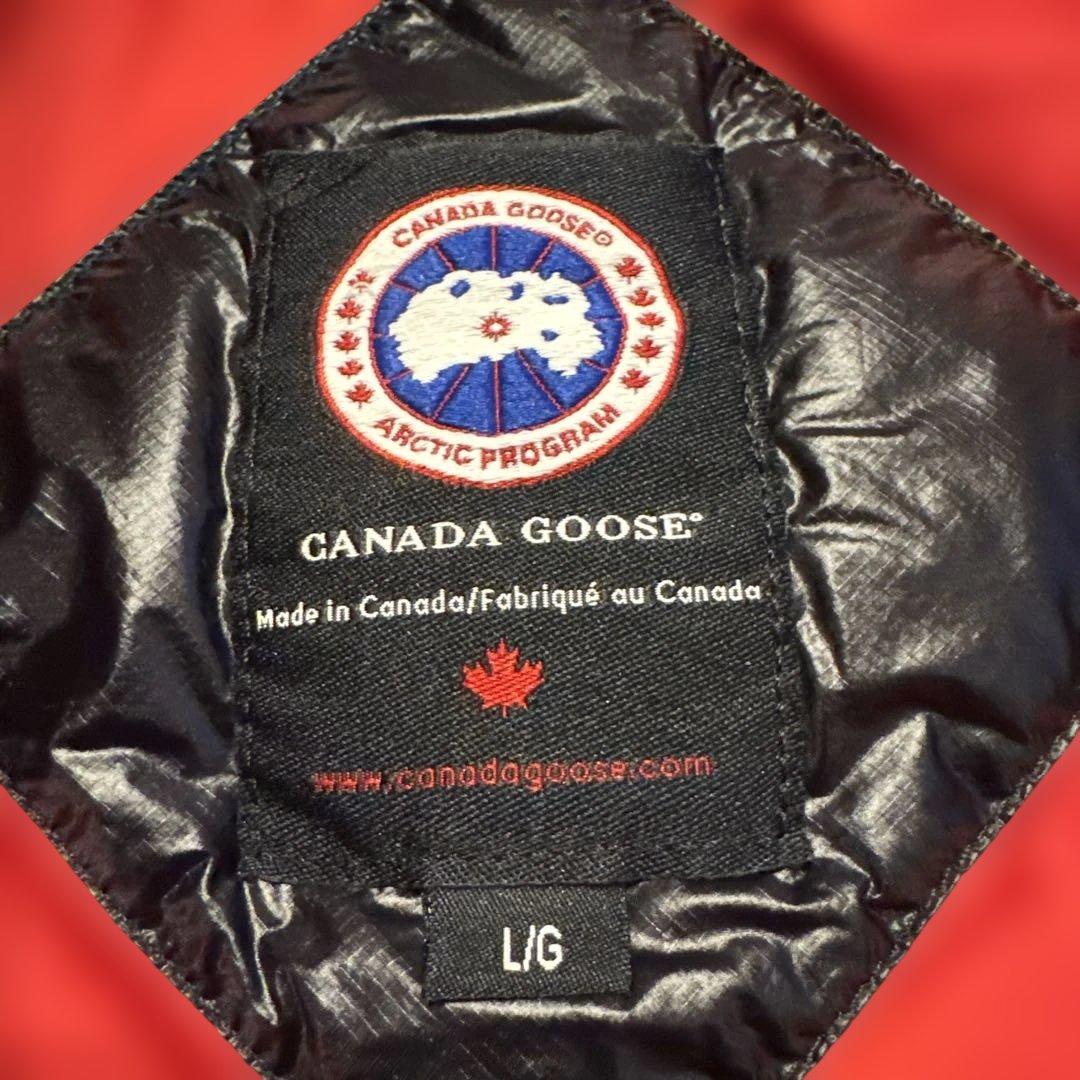 CANADA GOOSE®
ARCTIC PROGRAM
CANADA GOOSE®
Made in Canada/Fabriqué au Canada
www.canadagoose.com
L/G